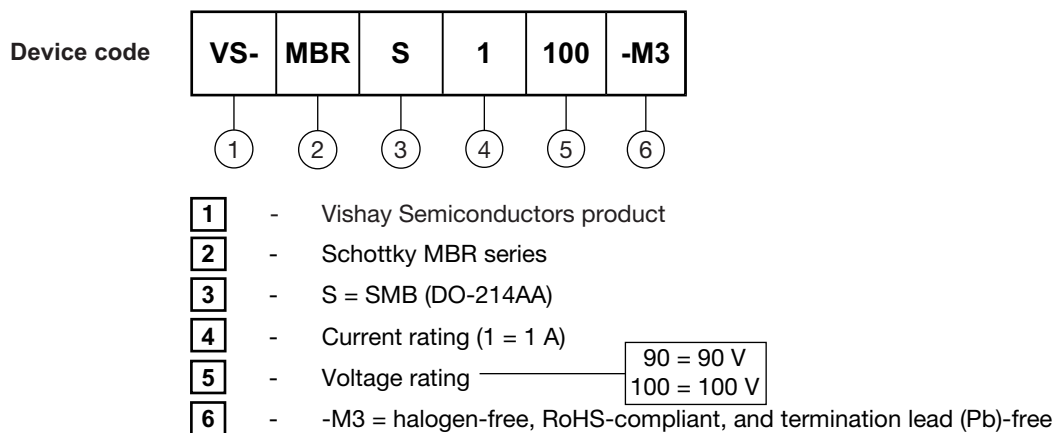 Device code VS- MBR S 1 100 -M3
1 2 3 4 5 6
1 - Vishay Semiconductors product
2 - Schottky MBR series
3 - S = SMB (DO-214AA)
4 - Current rating (1 = 1 A)
5 - Voltage rating
90 = 90 V
100 = 100 V
6 - -M3 = halogen-free, RoHS-compliant, and termination lead (Pb)-free